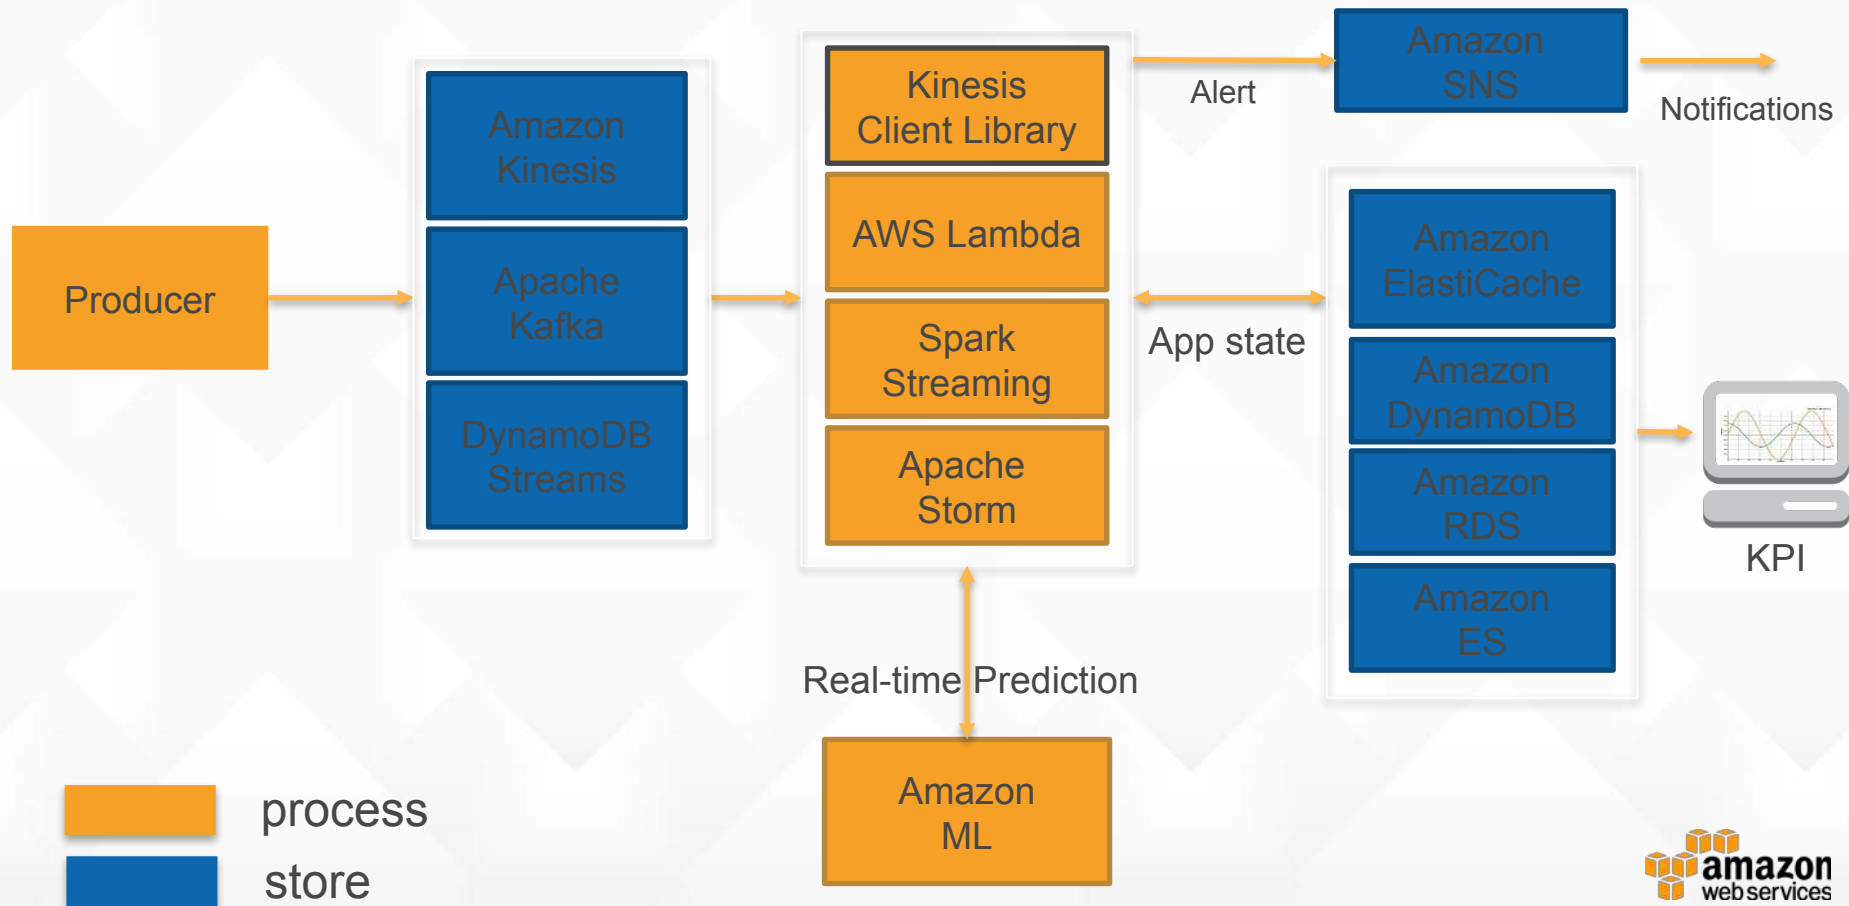 Producer
Amazon
Kinesis
Apache
Kafka
DynamoDB
Streams
Kinesis
Client Library
AWS Lambda
Spark
Streaming
Apache
Storm
Alert
Amazon
SNS
Notifications
App state
Amazon
ElastiCache
Amazon
DynamoDB
Amazon
RDS
Amazon
ES
KPI
Real-time Prediction
Amazon
ML
process
store
amazon
web services